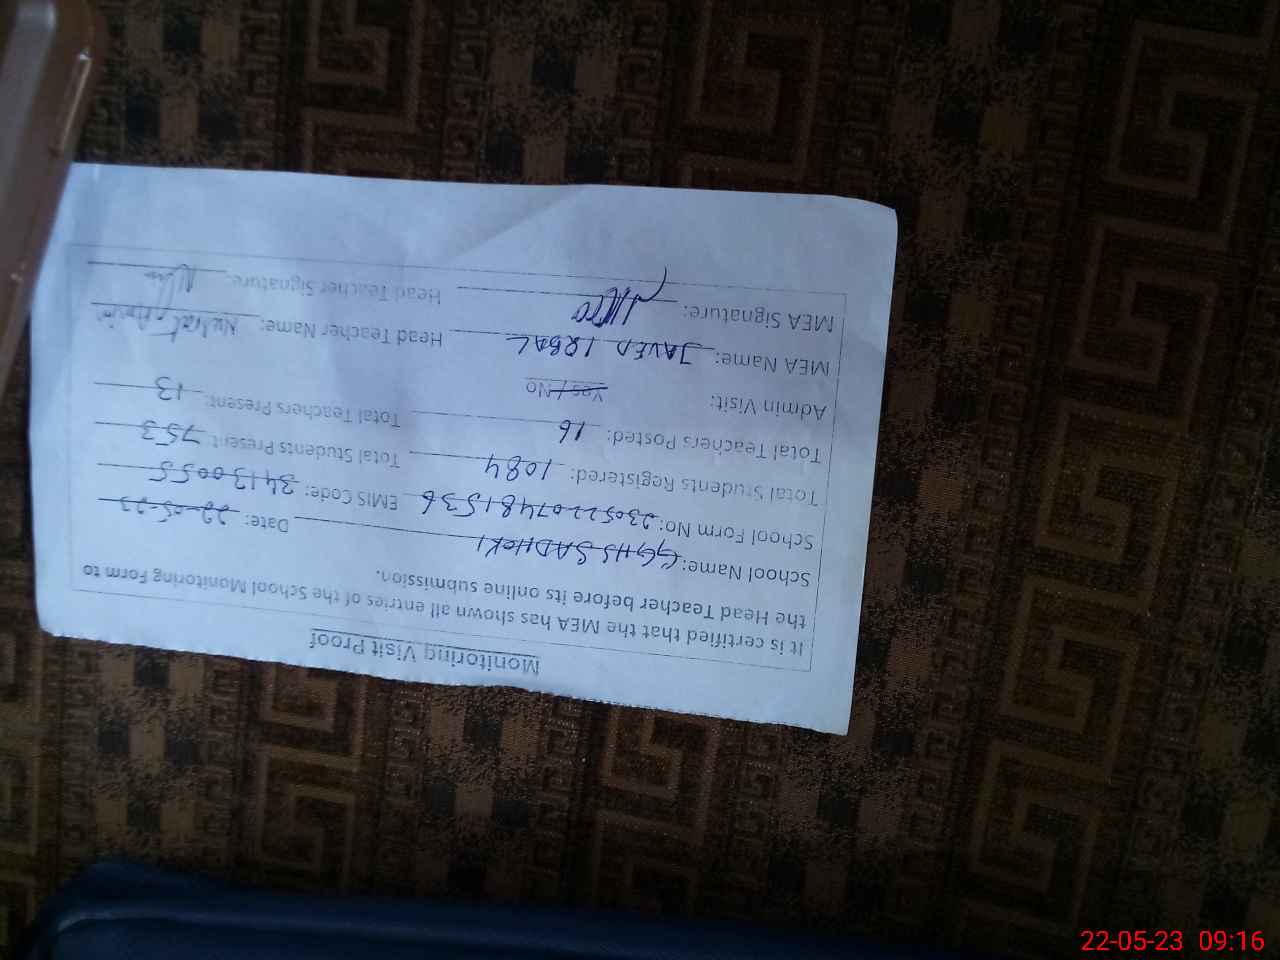 Monitoring Visit Proof
It is certified that the MEA has shown all entries of the School Monitoring Form to
the Head Teacher before its online submission.
School Name: GGHS SADHOKI Date: 22-05-23
School Form No: 23052207481536 EMIS Code: 34130055
Total Students Registered: 1084 Total Students Present: 753
Total Teachers Posted: 16 Total Teachers Present: 13
Admin Visit: Yes / No
MEA Name: JAVED IQBAL Head Teacher Name:
MEA Signature: Head Teacher Signature:
22-05-23 09:16